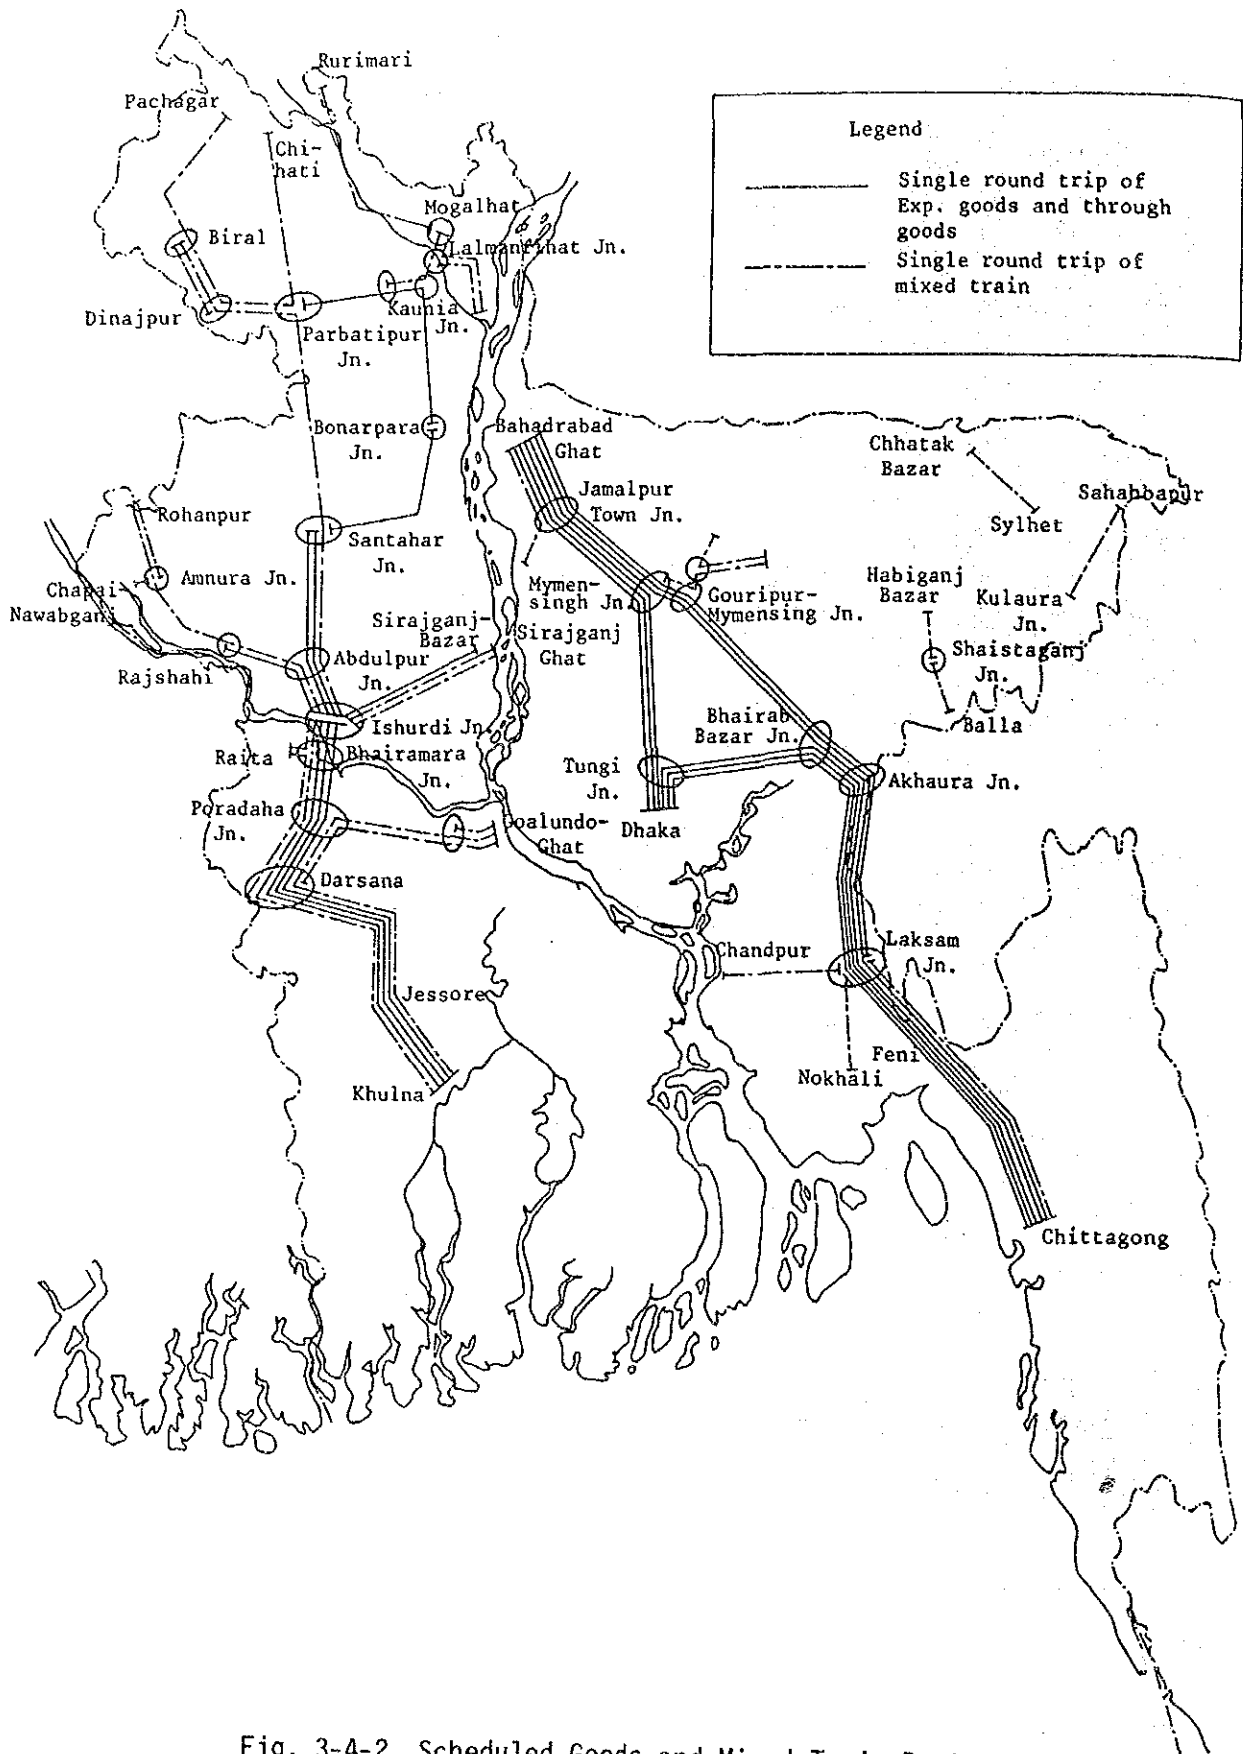 Rurimari
Pachagar
Chi-
hati
Mogalhat
Biral
Lalmanrihat Jn.
Dinajpur
Kaunia
Jn.
Parbatipur
Jn.
Legend
Single round trip of
Exp. goods and through
goods
Single round trip of
mixed train
Bonarpara
Jn.
Bahadrabad
Ghat
Chhatak
Bazar
Jamalpur
Town Jn.
Sahabbapur
Rohanpur
Santahar
Jn.
Sylhet
Amnura Jn.
Chapai-
Nawabganj
Mymen-
singh Jn.
Gouripur-
Mymensing Jn.
Habiganj
Bazar
Kulaura
Jn.
Sirajganj-
Bazar
Sirajganj
Ghat
Shaistaganj
Jn.
Rajshahi
Abdulpur
Jn.
Balla
Ishurdi Jn.
Bhairab
Bazar Jn.
Raita
Bhairamara
Jn.
Tungi
Jn.
Akhaura Jn.
Poradaha
Jn.
Goalundo-
Ghat
Dhaka
Darsana
Chandpur
Laksam
Jn.
Jessore
Feni
Nokhali
Khulna
Chittagong
Fig. 3-4-2 Scheduled Goods and Mixed Train